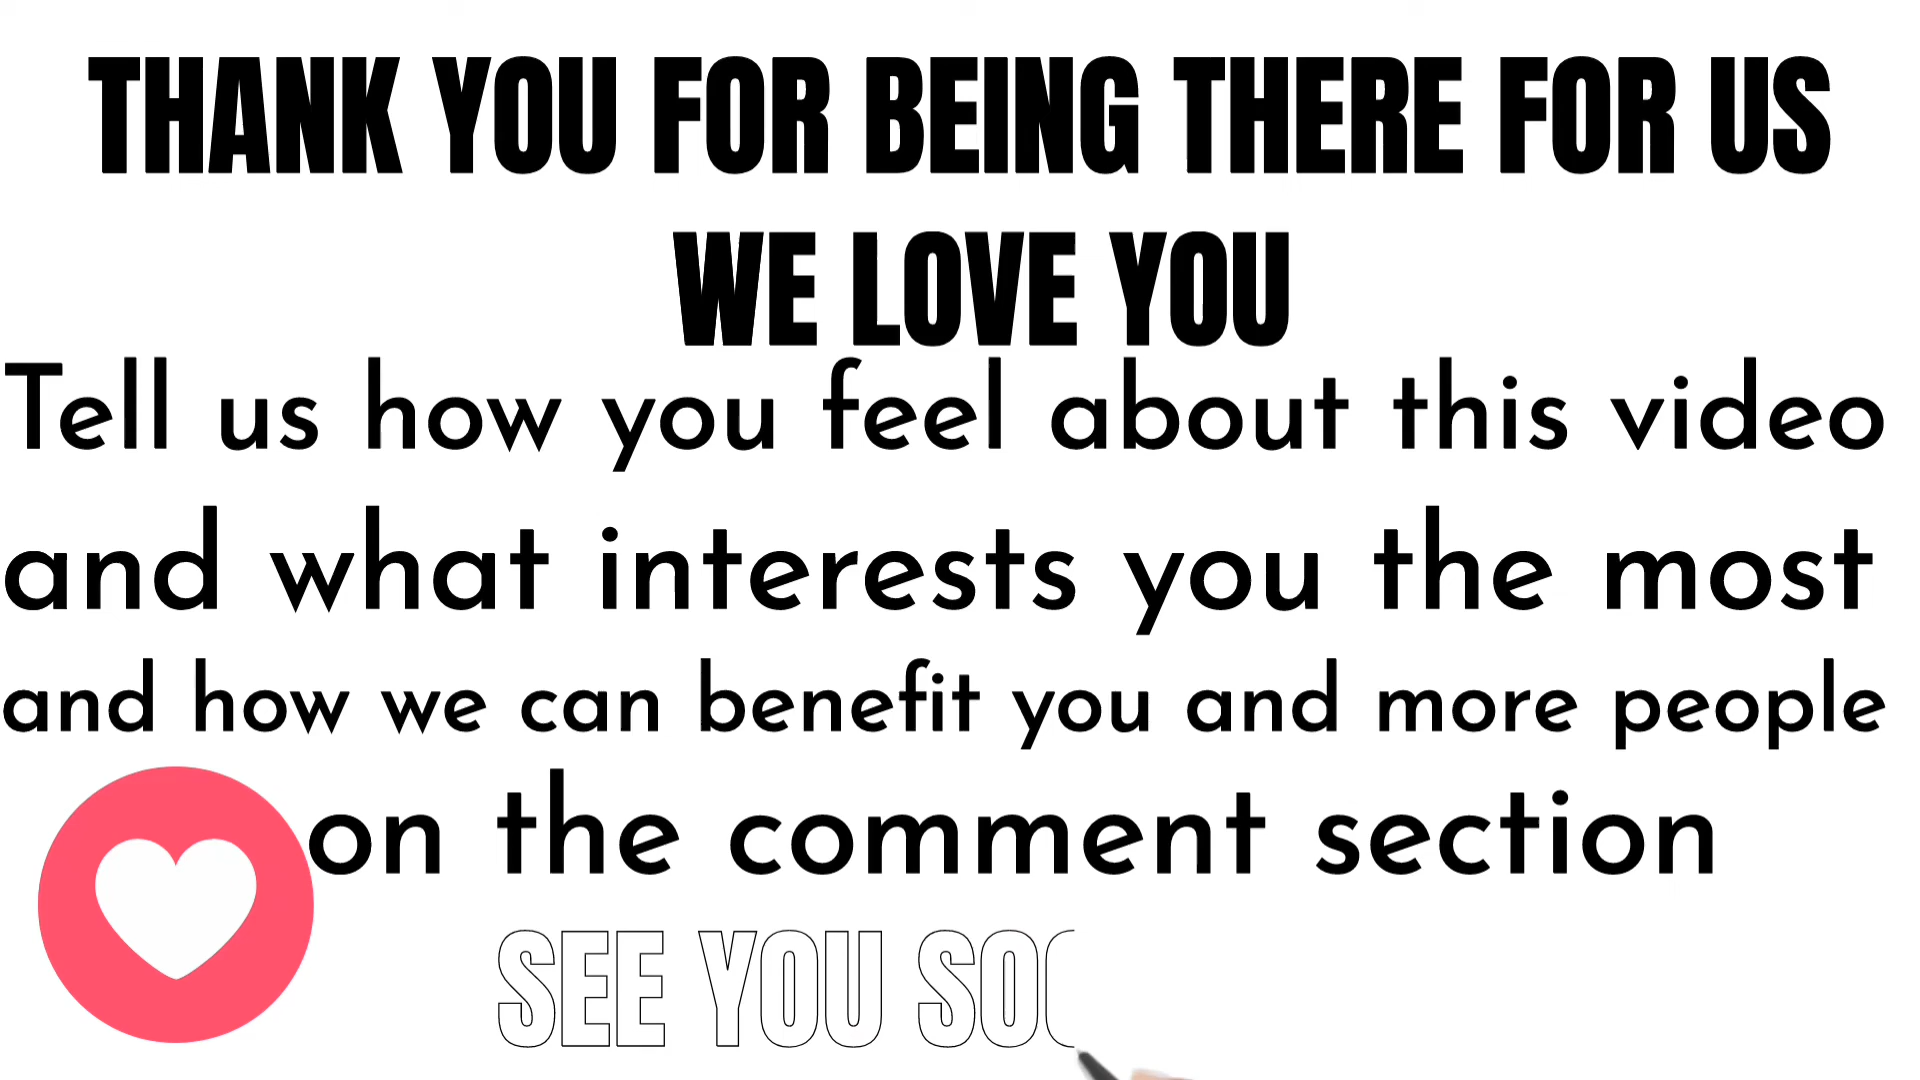 THANK YOU FOR BEING THERE FOR US
WE LOVE YOU
Tell us how you feel about this video
and what interests you the most
and how we can benefit you and more people
on the comment section
SEE YOU SO